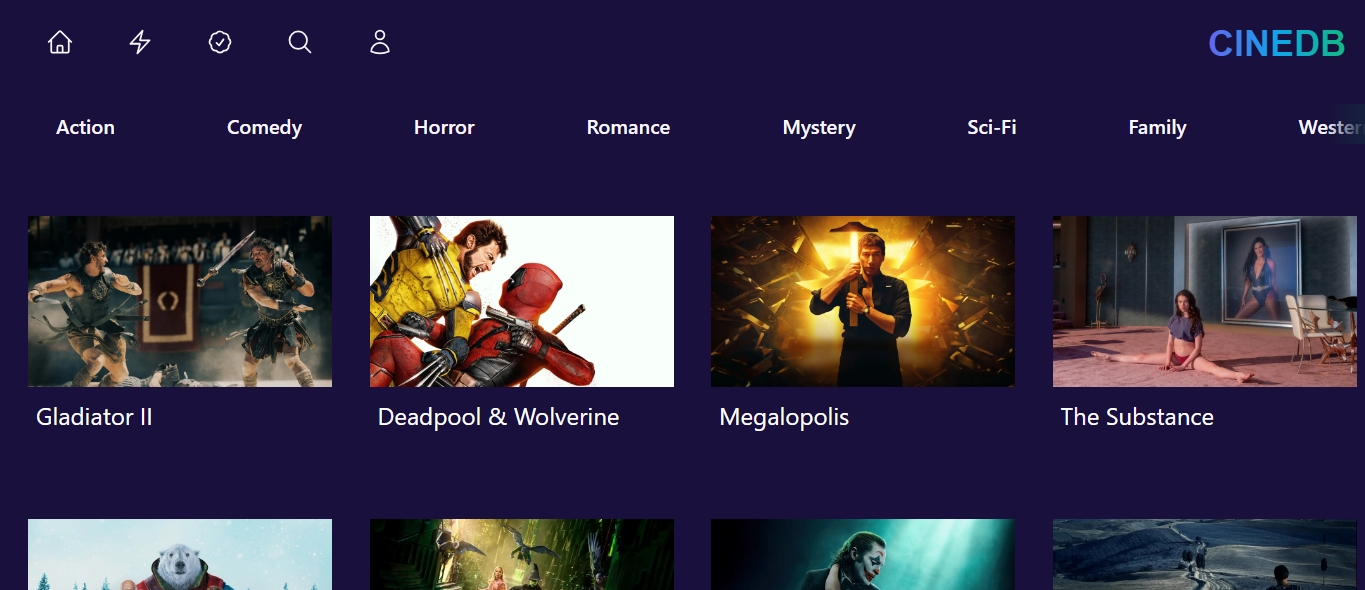 CINEDB
Action Comedy Horror Romance Mystery Sci-Fi Family Wester
Gladiator II Deadpool & Wolverine Megalopolis The Substance